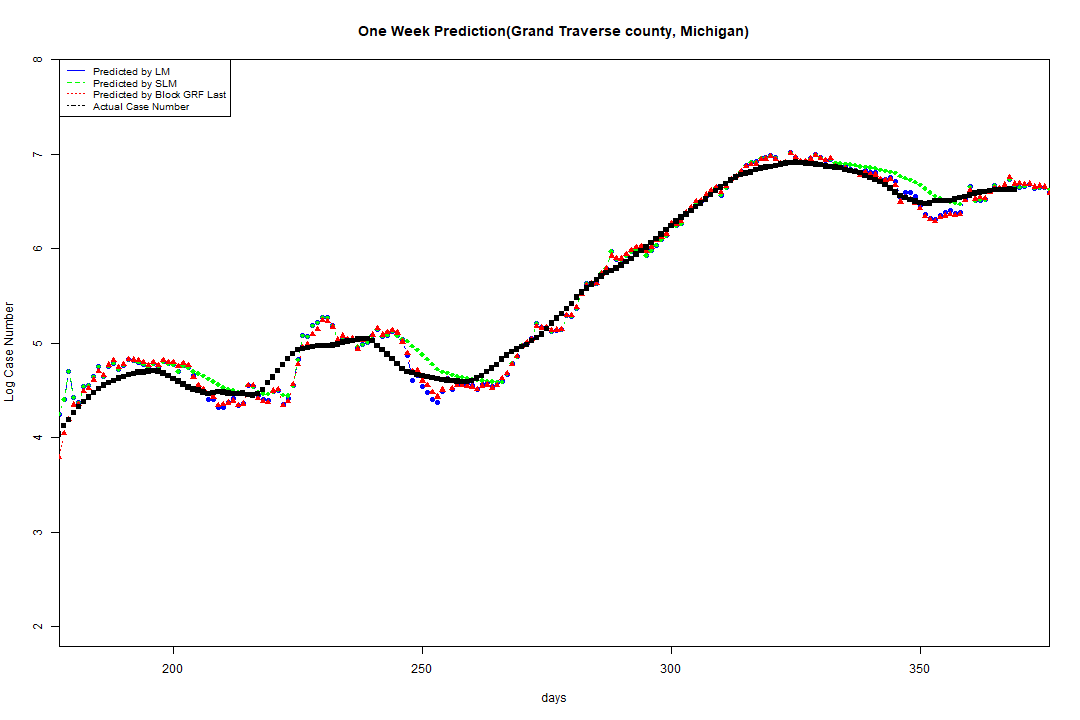 One Week Prediction(Grand Traverse county, Michigan)
Predicted by LM
Predicted by SLM
Predicted by Block GRF Last
Actual Case Number
Log Case Number
8
7
6
5
4
3
2
200 250 300 350
days